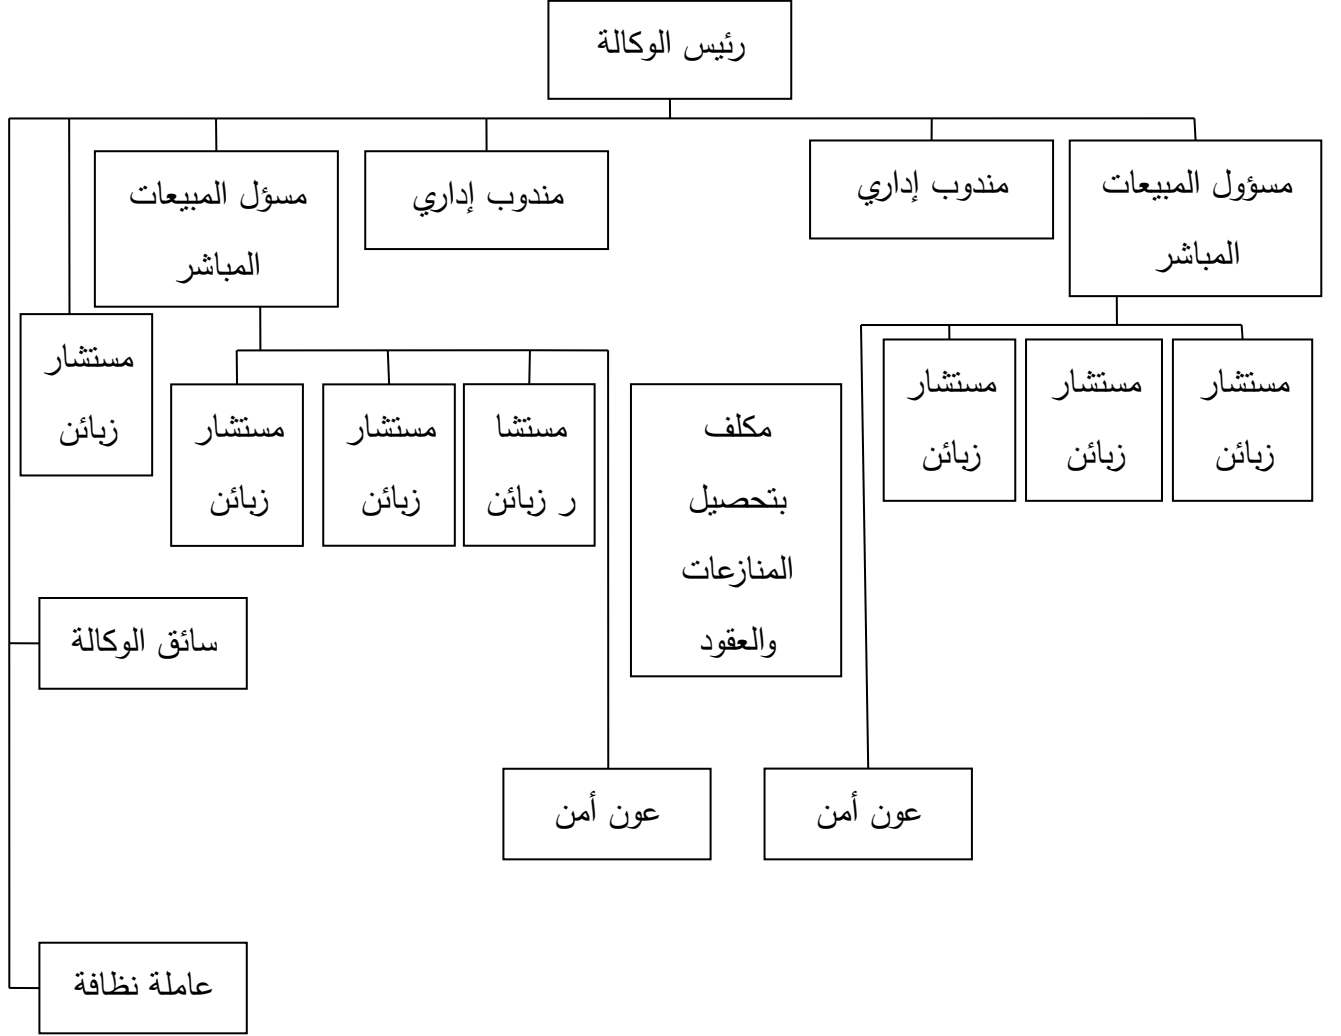 رئيس الوكالة
مسؤول المبيعات
المباشر
مندوب إداري
مندوب إداري
مسؤل المبيعات
المباشر
مستشار
زبائن
مستشار
زبائن
مستشار
زبائن
مكلف
بتحصيل
المنازعات
والعقود
مستشا
ر زبائن
مستشار
زبائن
مستشار
زبائن
مستشار
زبائن
سائق الوكالة
عون أمن
عون أمن
عاملة نظافة